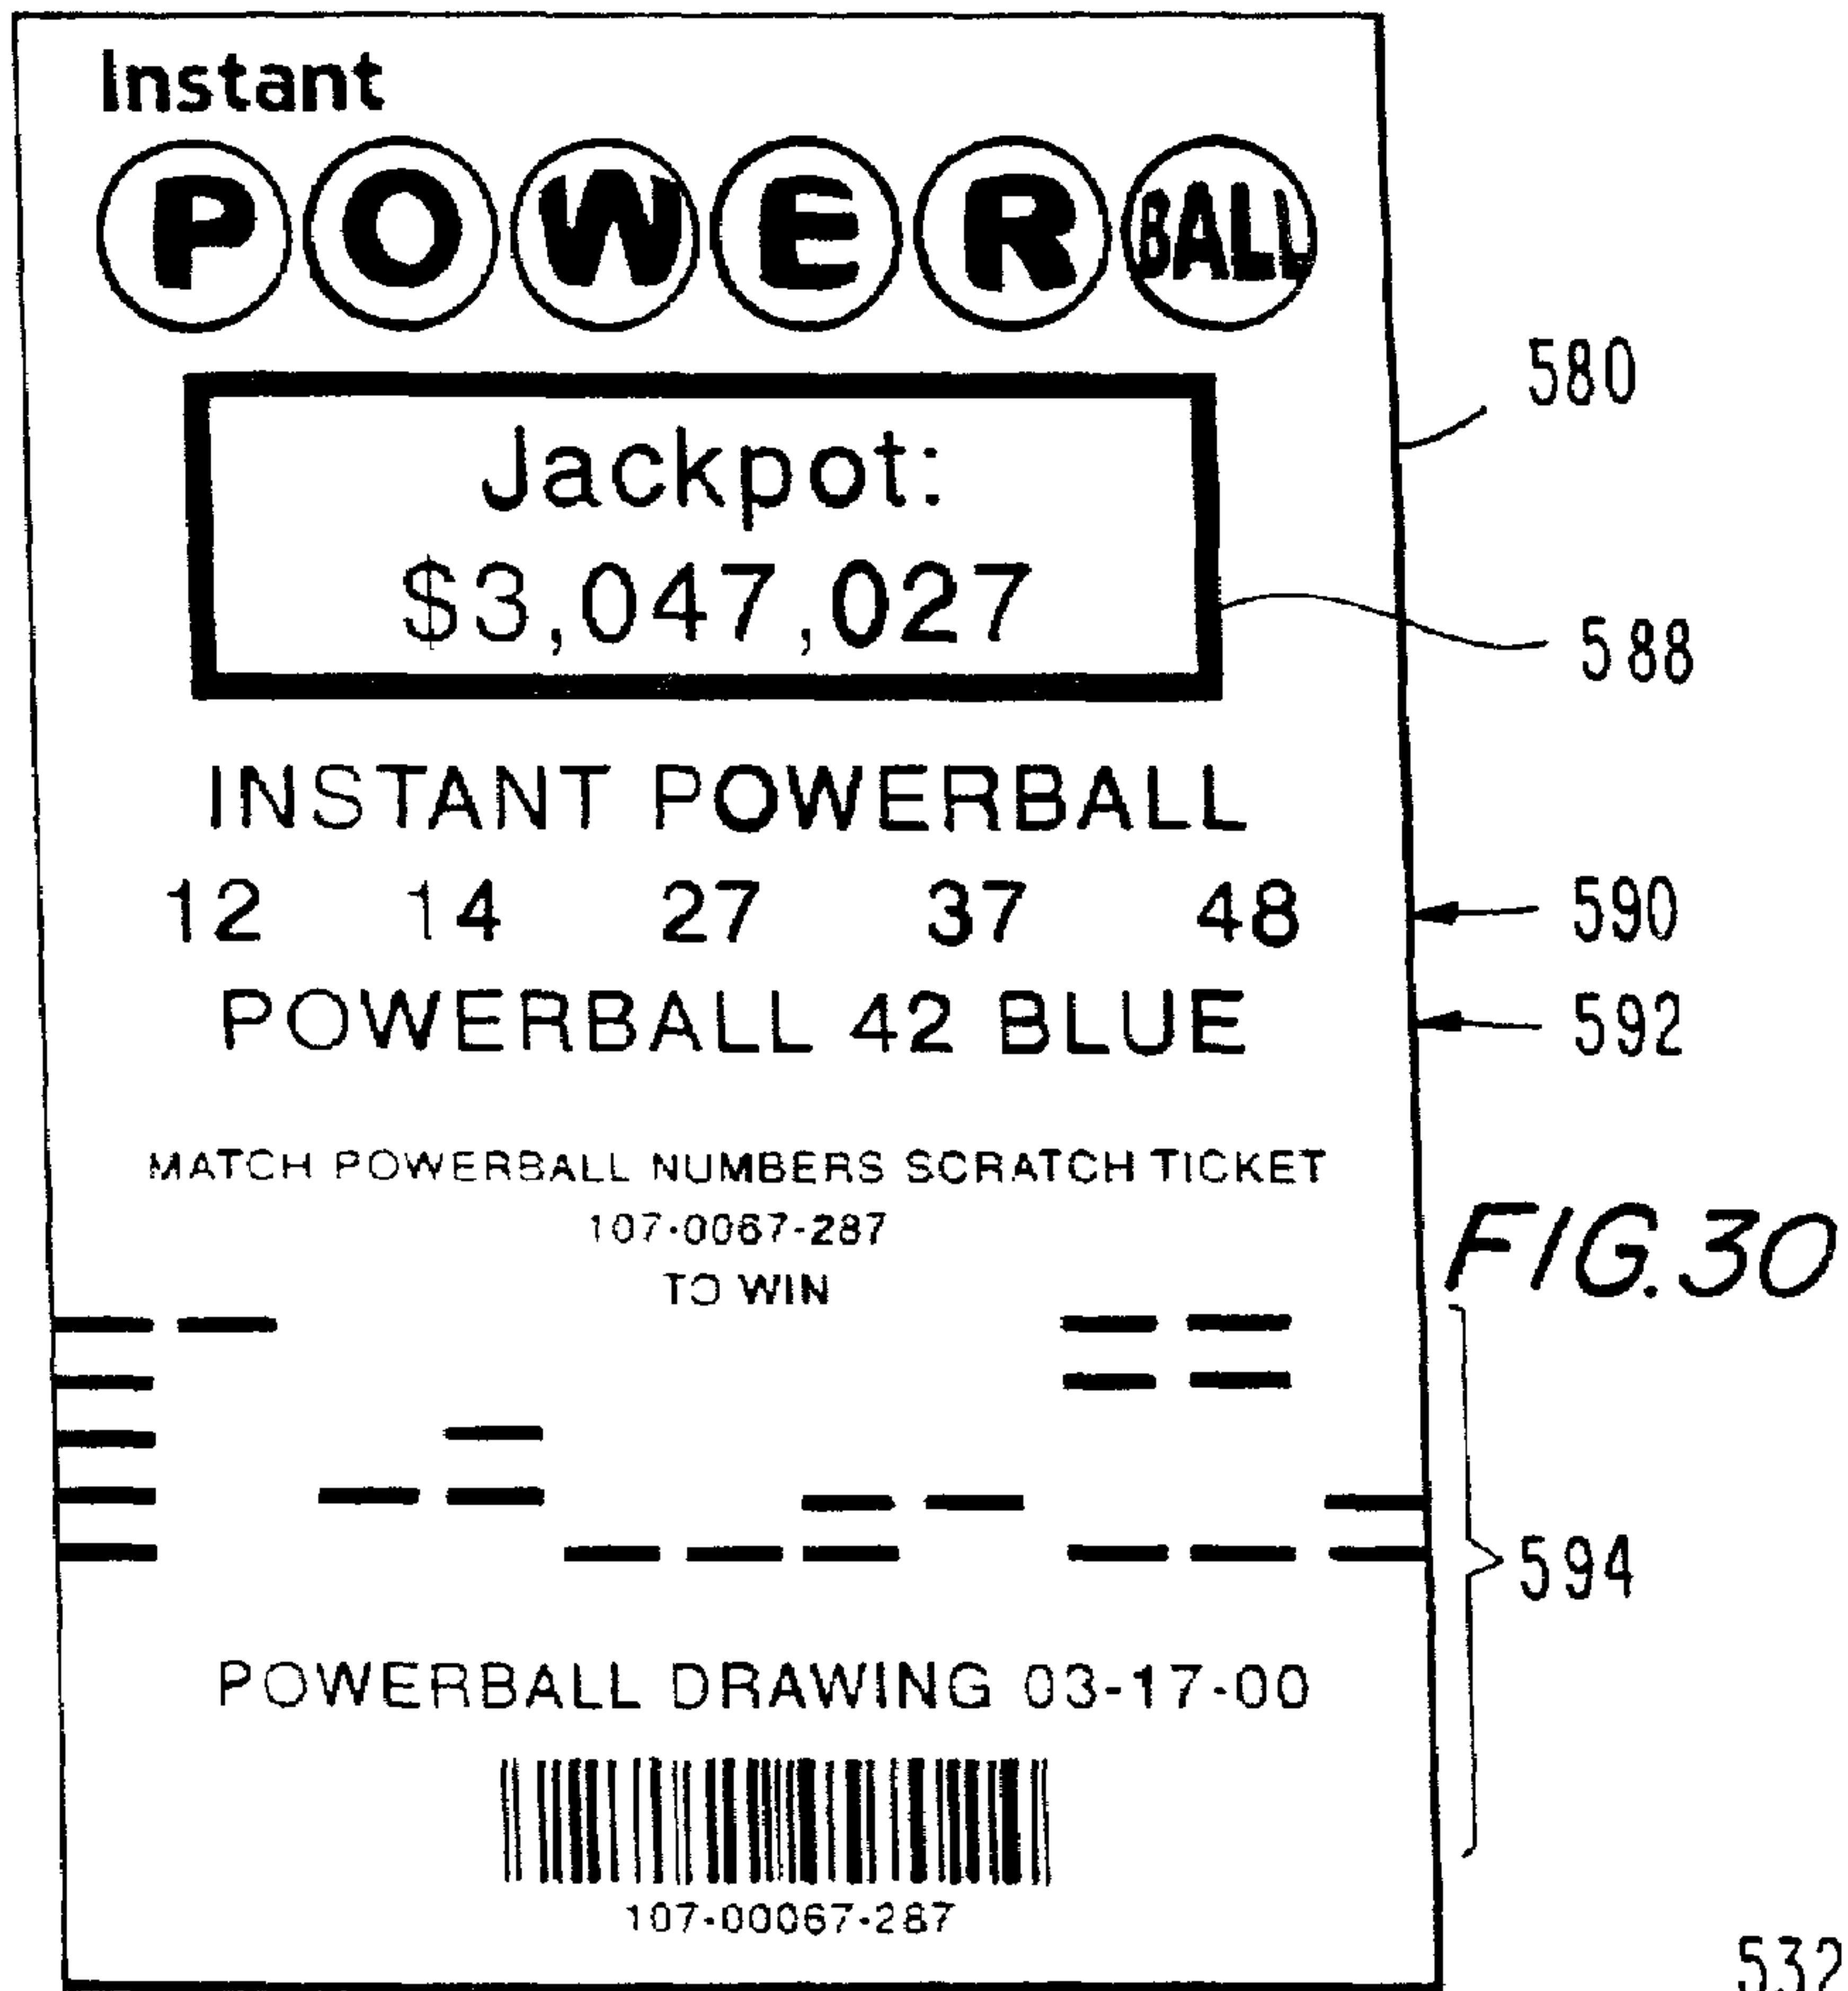 Instant
POWERBALL
580
Jackpot:
$3,047,027
588
INSTANT POWERBALL
12 14 27 37 48 590
POWERBALL 42 BLUE 592
MATCH POWERBALL NUMBERS SCRATCH TICKET
107-0067-287
TO WIN
FIG.30
594
POWERBALL DRAWING 03-17-00
107-00067-287
532